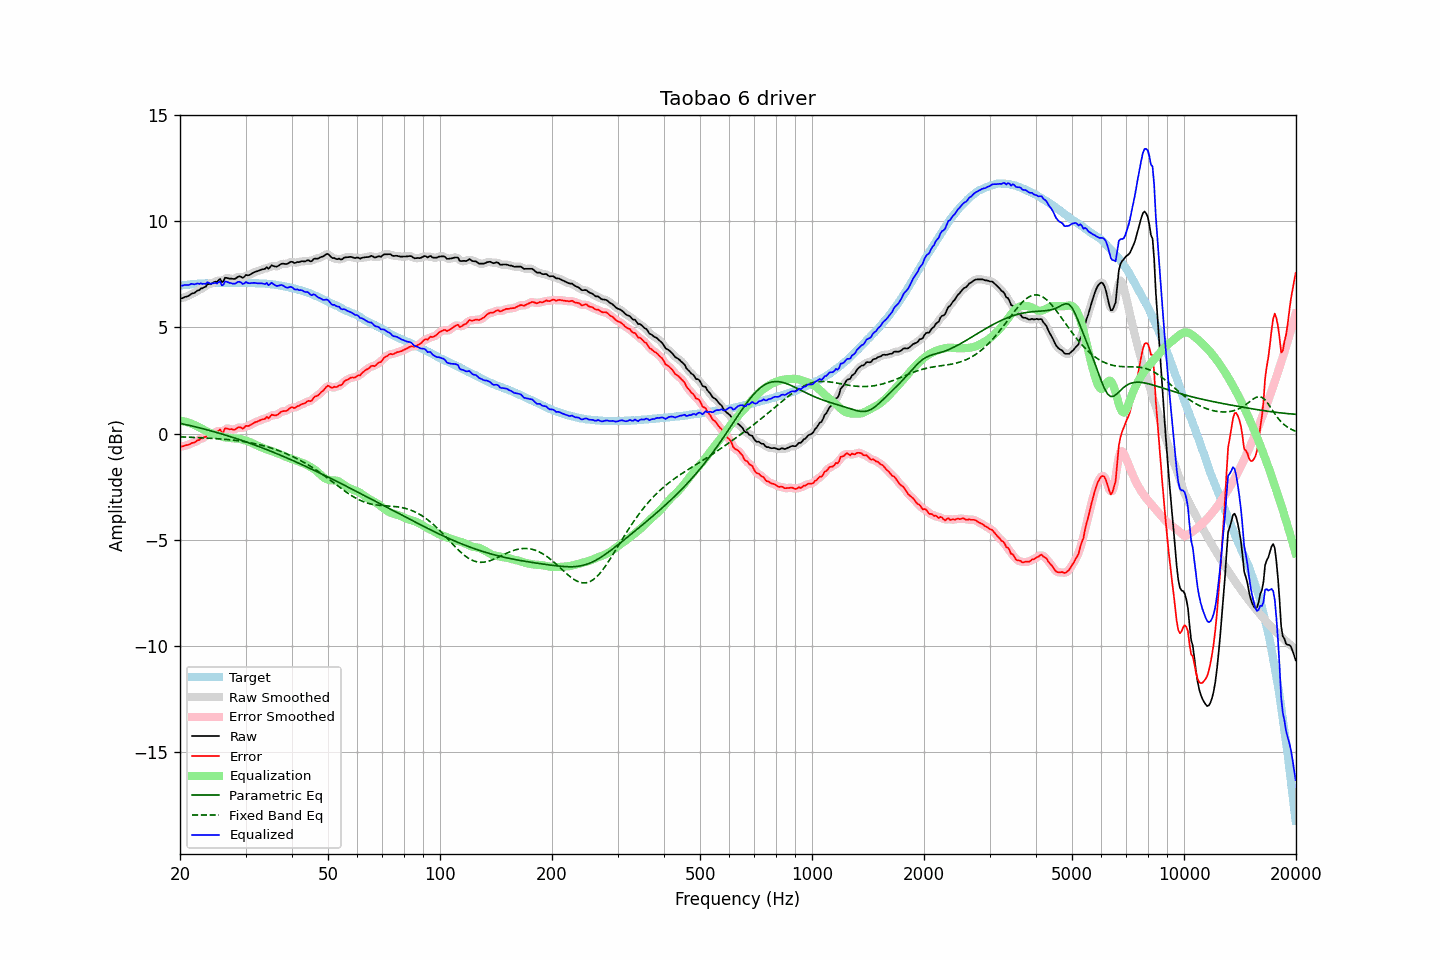 Taobao 6 driver
15
10
5
0
−5
−10
−15
Amplitude (dBr)
Target
Raw Smoothed
Error Smoothed
Raw
Error
Equalization
Parametric Eq
Fixed Band Eq
Equalized
20 50 100 200 500 1000 2000 5000 10000 20000
Frequency (Hz)